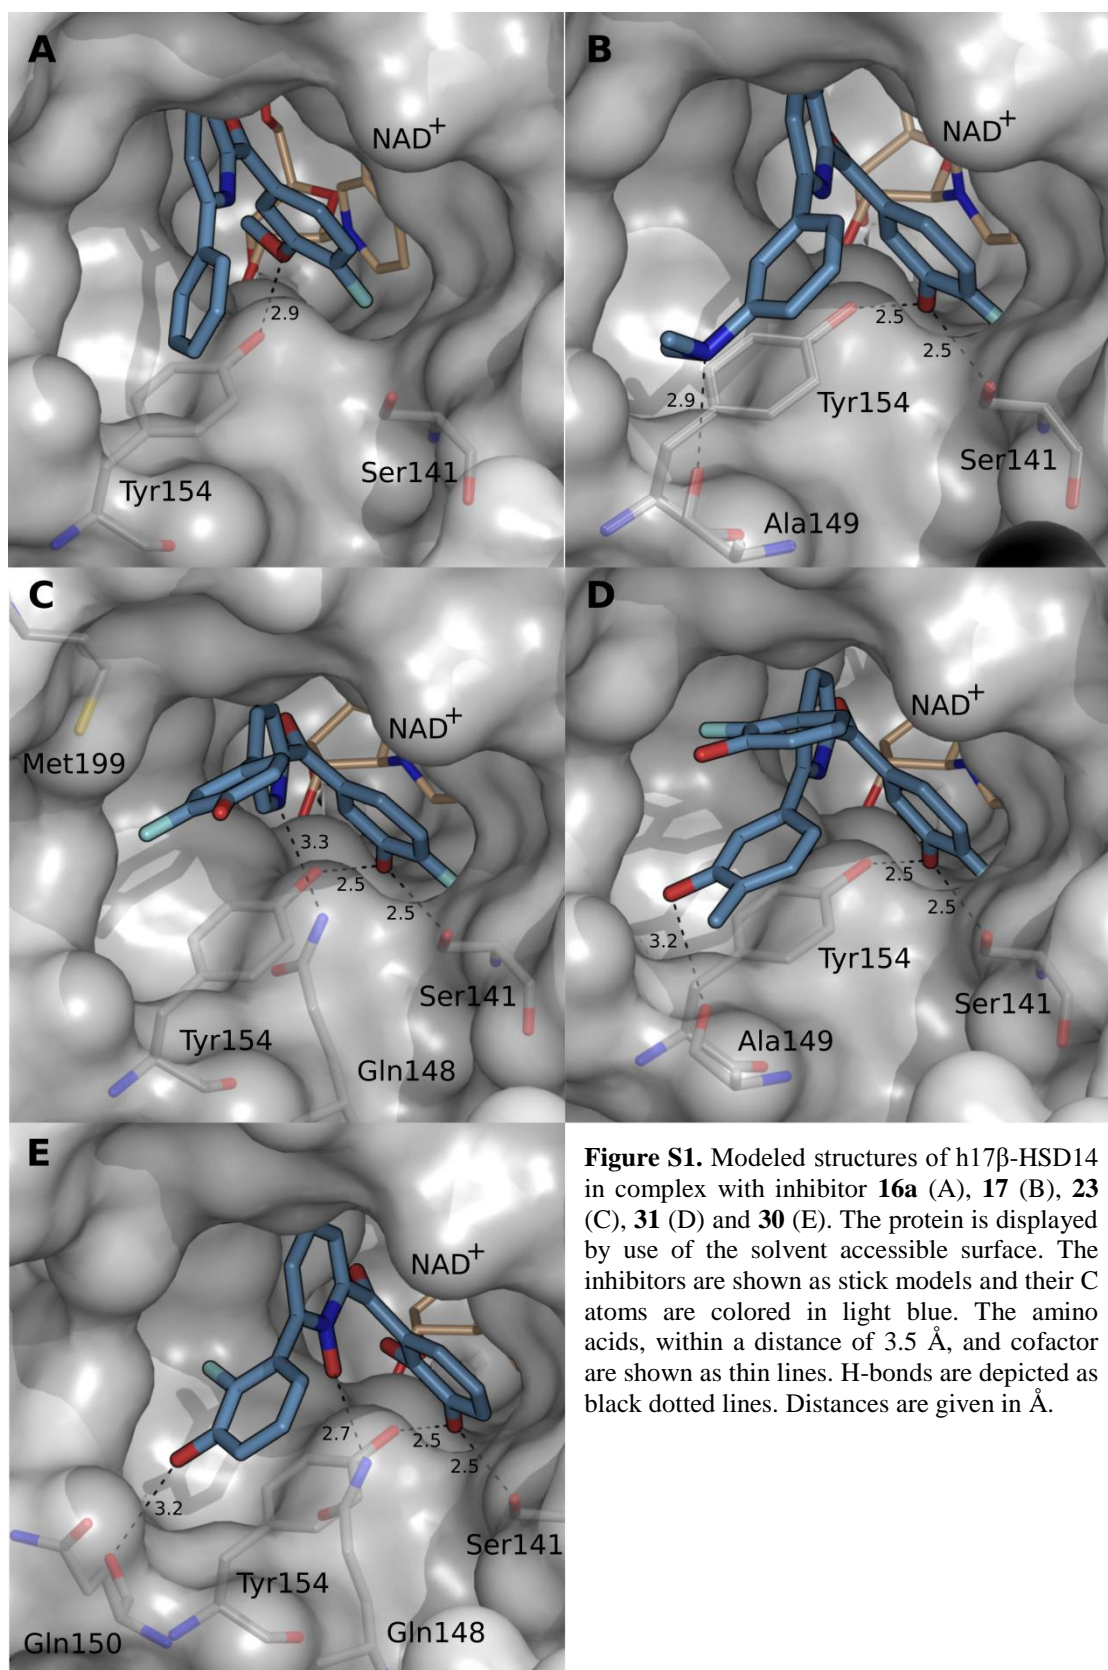 A
NAD+
2.9
Ser141
Tyr154
B
NAD+
2.5
2.5
2.9
Tyr154
Ser141
Ala149
C
NAD+
Met199
3.3
2.5
2.5
Ser141
Tyr154
Gln148
D
NAD+
2.5
2.5
3.2
Tyr154
Ser141
Ala149
E
NAD+
2.7
2.5
2.5
3.2
Ser141
Tyr154
Gln148
Gln150
Figure S1. Modeled structures of h17β-HSD14
in complex with inhibitor 16a (A), 17 (B), 23
(C), 31 (D) and 30 (E). The protein is displayed
by use of the solvent accessible surface. The
inhibitors are shown as stick models and their C
atoms are colored in light blue. The amino
acids, within a distance of 3.5 Å, and cofactor
are shown as thin lines. H-bonds are depicted as
black dotted lines. Distances are given in Å.